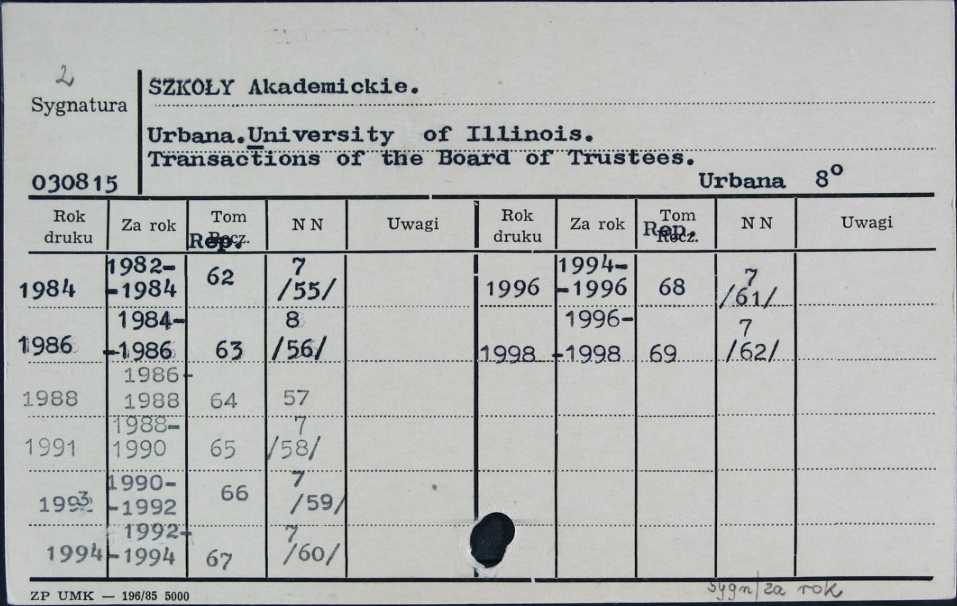 2
Sygnatura
SZKOŁY Akademickie.
Urbana.University of Illinois.
Transactions of the Board of Trustees.
030815
Urbana 8°
Rok druku Za rok Tom Rocz. Rep. NN Uwagi Rok druku Za rok Tom Rocz. Rep. NN Uwagi
1984 1982--1984 62 7 /55/ 1996 1994--1996 68 7 /61/
1986 1984--1986 63 8 /56/ 1998 1996--1998 69 7 /62/
1988 1986-1988 64 57
1991 1988-1990 65 7 /58/
1993 1990--1992 66 7 /59/
1994 1992--1994 67 7 /60/
ZP UMK — 196/85 5000
sygn/za rok